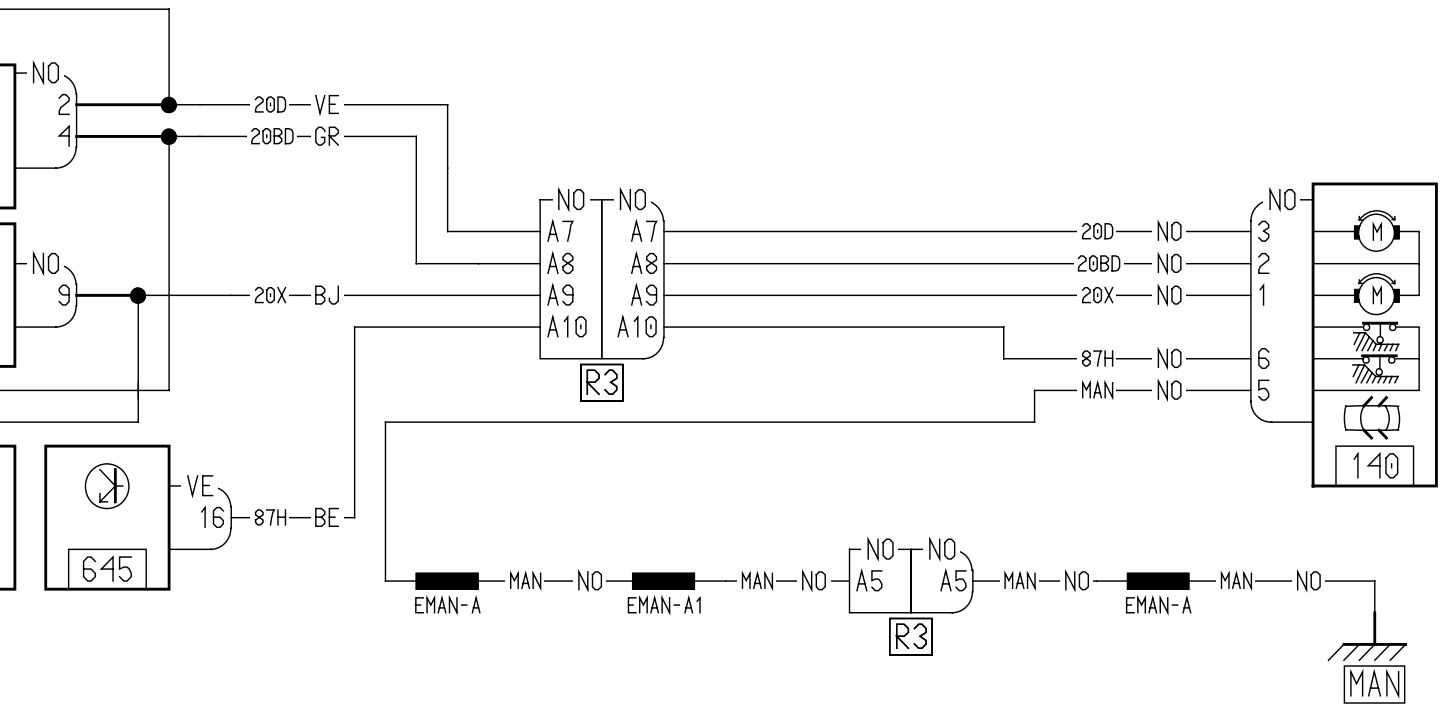 NO
2 20D VE
4 20BD GR
NO NO NO
A7 A7 20D NO 3 M
NO A8 A8 20BD NO 2
9 20X BJ A9 A9 20X NO 1 M
A10 A10
87H NO 6
R3 MAN NO 5
140
VE
16 87H BE
645
NO NO
MAN NO MAN NO A5 A5 MAN NO MAN NO
EMAN-A EMAN-A1 EMAN-A
R3
MAN